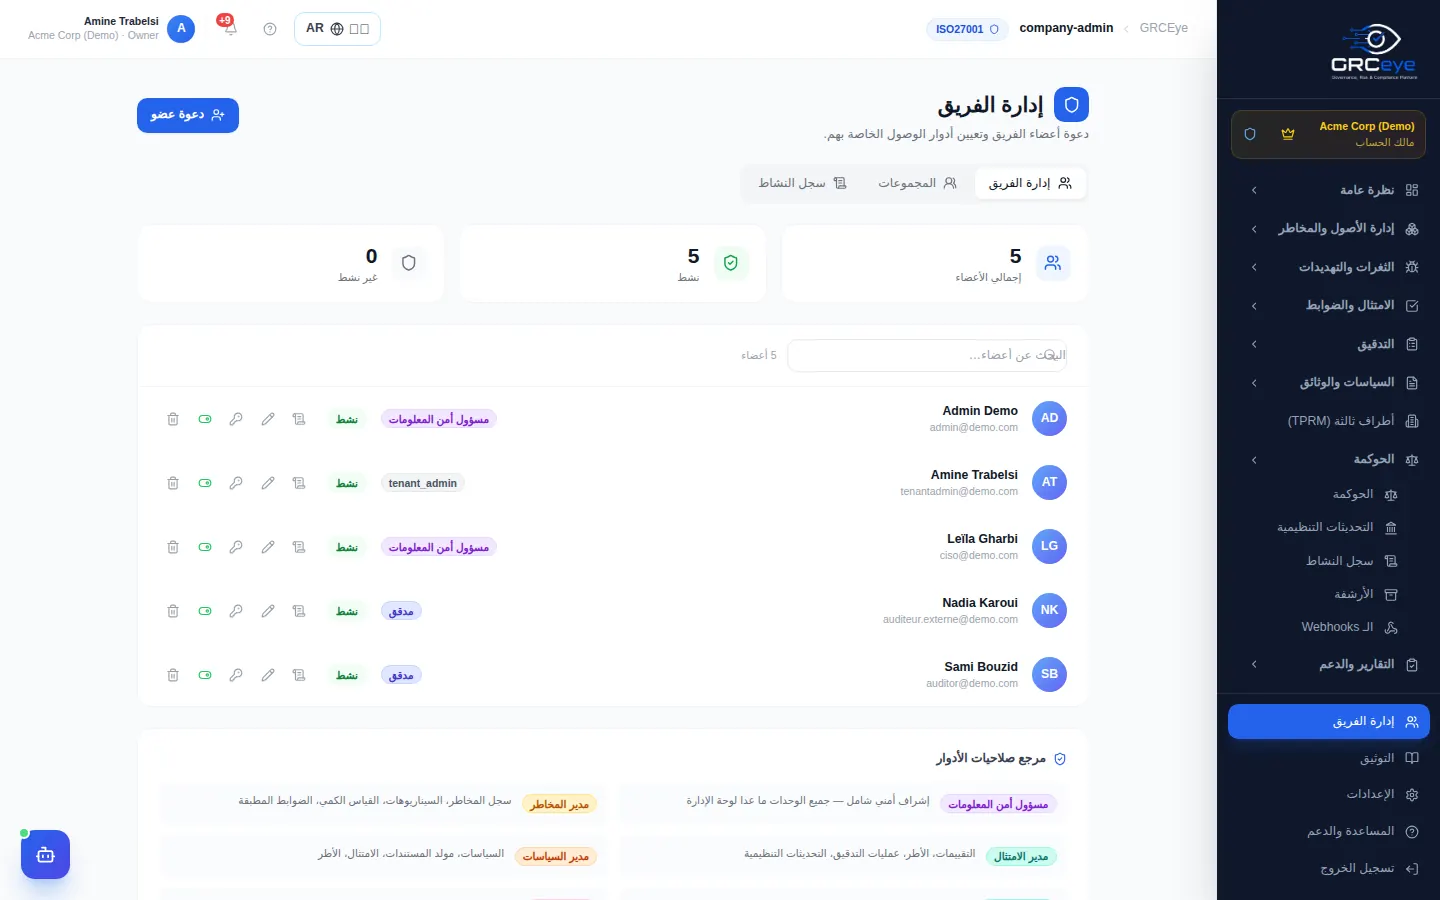 GRCeye
Governance, Risk & Compliance Platform
Acme Corp (Demo)
مالك الحساب
نظرة عامة
إدارة الأصول والمخاطر
الثغرات والتهديدات
الامتثال والضوابط
التدقيق
السياسات والوثائق
أطراف ثالثة (TPRM)
الحوكمة
الحوكمة
التحديثات التنظيمية
سجل النشاط
الأرشفة
الـ Webhooks
التقارير والدعم
إدارة الفريق
التوثيق
الإعدادات
المساعدة والدعم
تسجيل الخروج
GRCEye
company-admin
ISO27001
AR
9+
Amine Trabelsi
Acme Corp (Demo) · Owner
A
إدارة الفريق
دعوة أعضاء الفريق وتعيين أدوار الوصول الخاصة بهم.
دعوة عضو
إدارة الفريق
المجموعات
سجل النشاط
5
إجمالي الأعضاء
5
نشط
0
غير نشط
البحث عن أعضاء...
5 أعضاء
AD
Admin Demo
admin@demo.com
مسؤول أمن المعلومات
نشط
AT
Amine Trabelsi
tenantadmin@demo.com
tenant_admin
نشط
LG
Leïla Gharbi
ciso@demo.com
مسؤول أمن المعلومات
نشط
NK
Nadia Karoui
auditeur.externe@demo.com
مدقق
نشط
SB
Sami Bouzid
auditor@demo.com
مدقق
نشط
مرجع صلاحيات الأدوار
مسؤول أمن المعلومات
إشراف أمني شامل — جميع الوحدات ما عدا لوحة الإدارة
مدير المخاطر
سجل المخاطر، السيناريوهات، القياس الكمي، الضوابط المطبقة
مدير الامتثال
التقييمات، الأطر، عمليات التدقيق، التحديثات التنظيمية
مدير السياسات
السياسات، مولد المستندات، الامتثال، الأطر